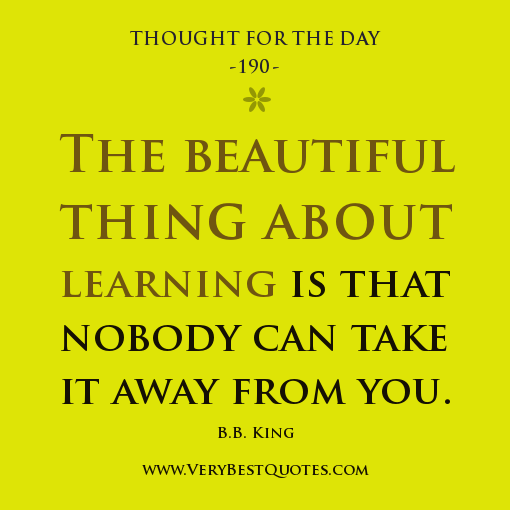 THOUGHT FOR THE DAY
-190-
THE BEAUTIFUL
THING ABOUT
LEARNING IS THAT
NOBODY CAN TAKE
IT AWAY FROM YOU.
B.B. KING
WWW.VERYBESTQUOTES.COM